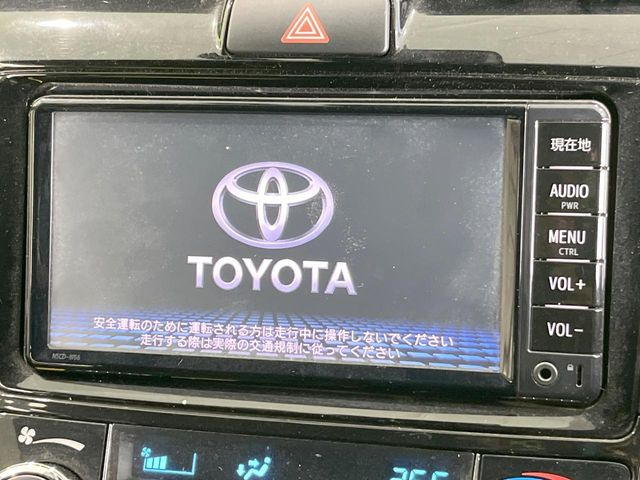 現在地
AUDIO
PWR
MENU
CTRL
VOL+
VOL-
TOYOTA
安全運転のために運転される方は走行中に操作しないでください
走行する際は実際の交通規制に従ってください
NSCD-W66